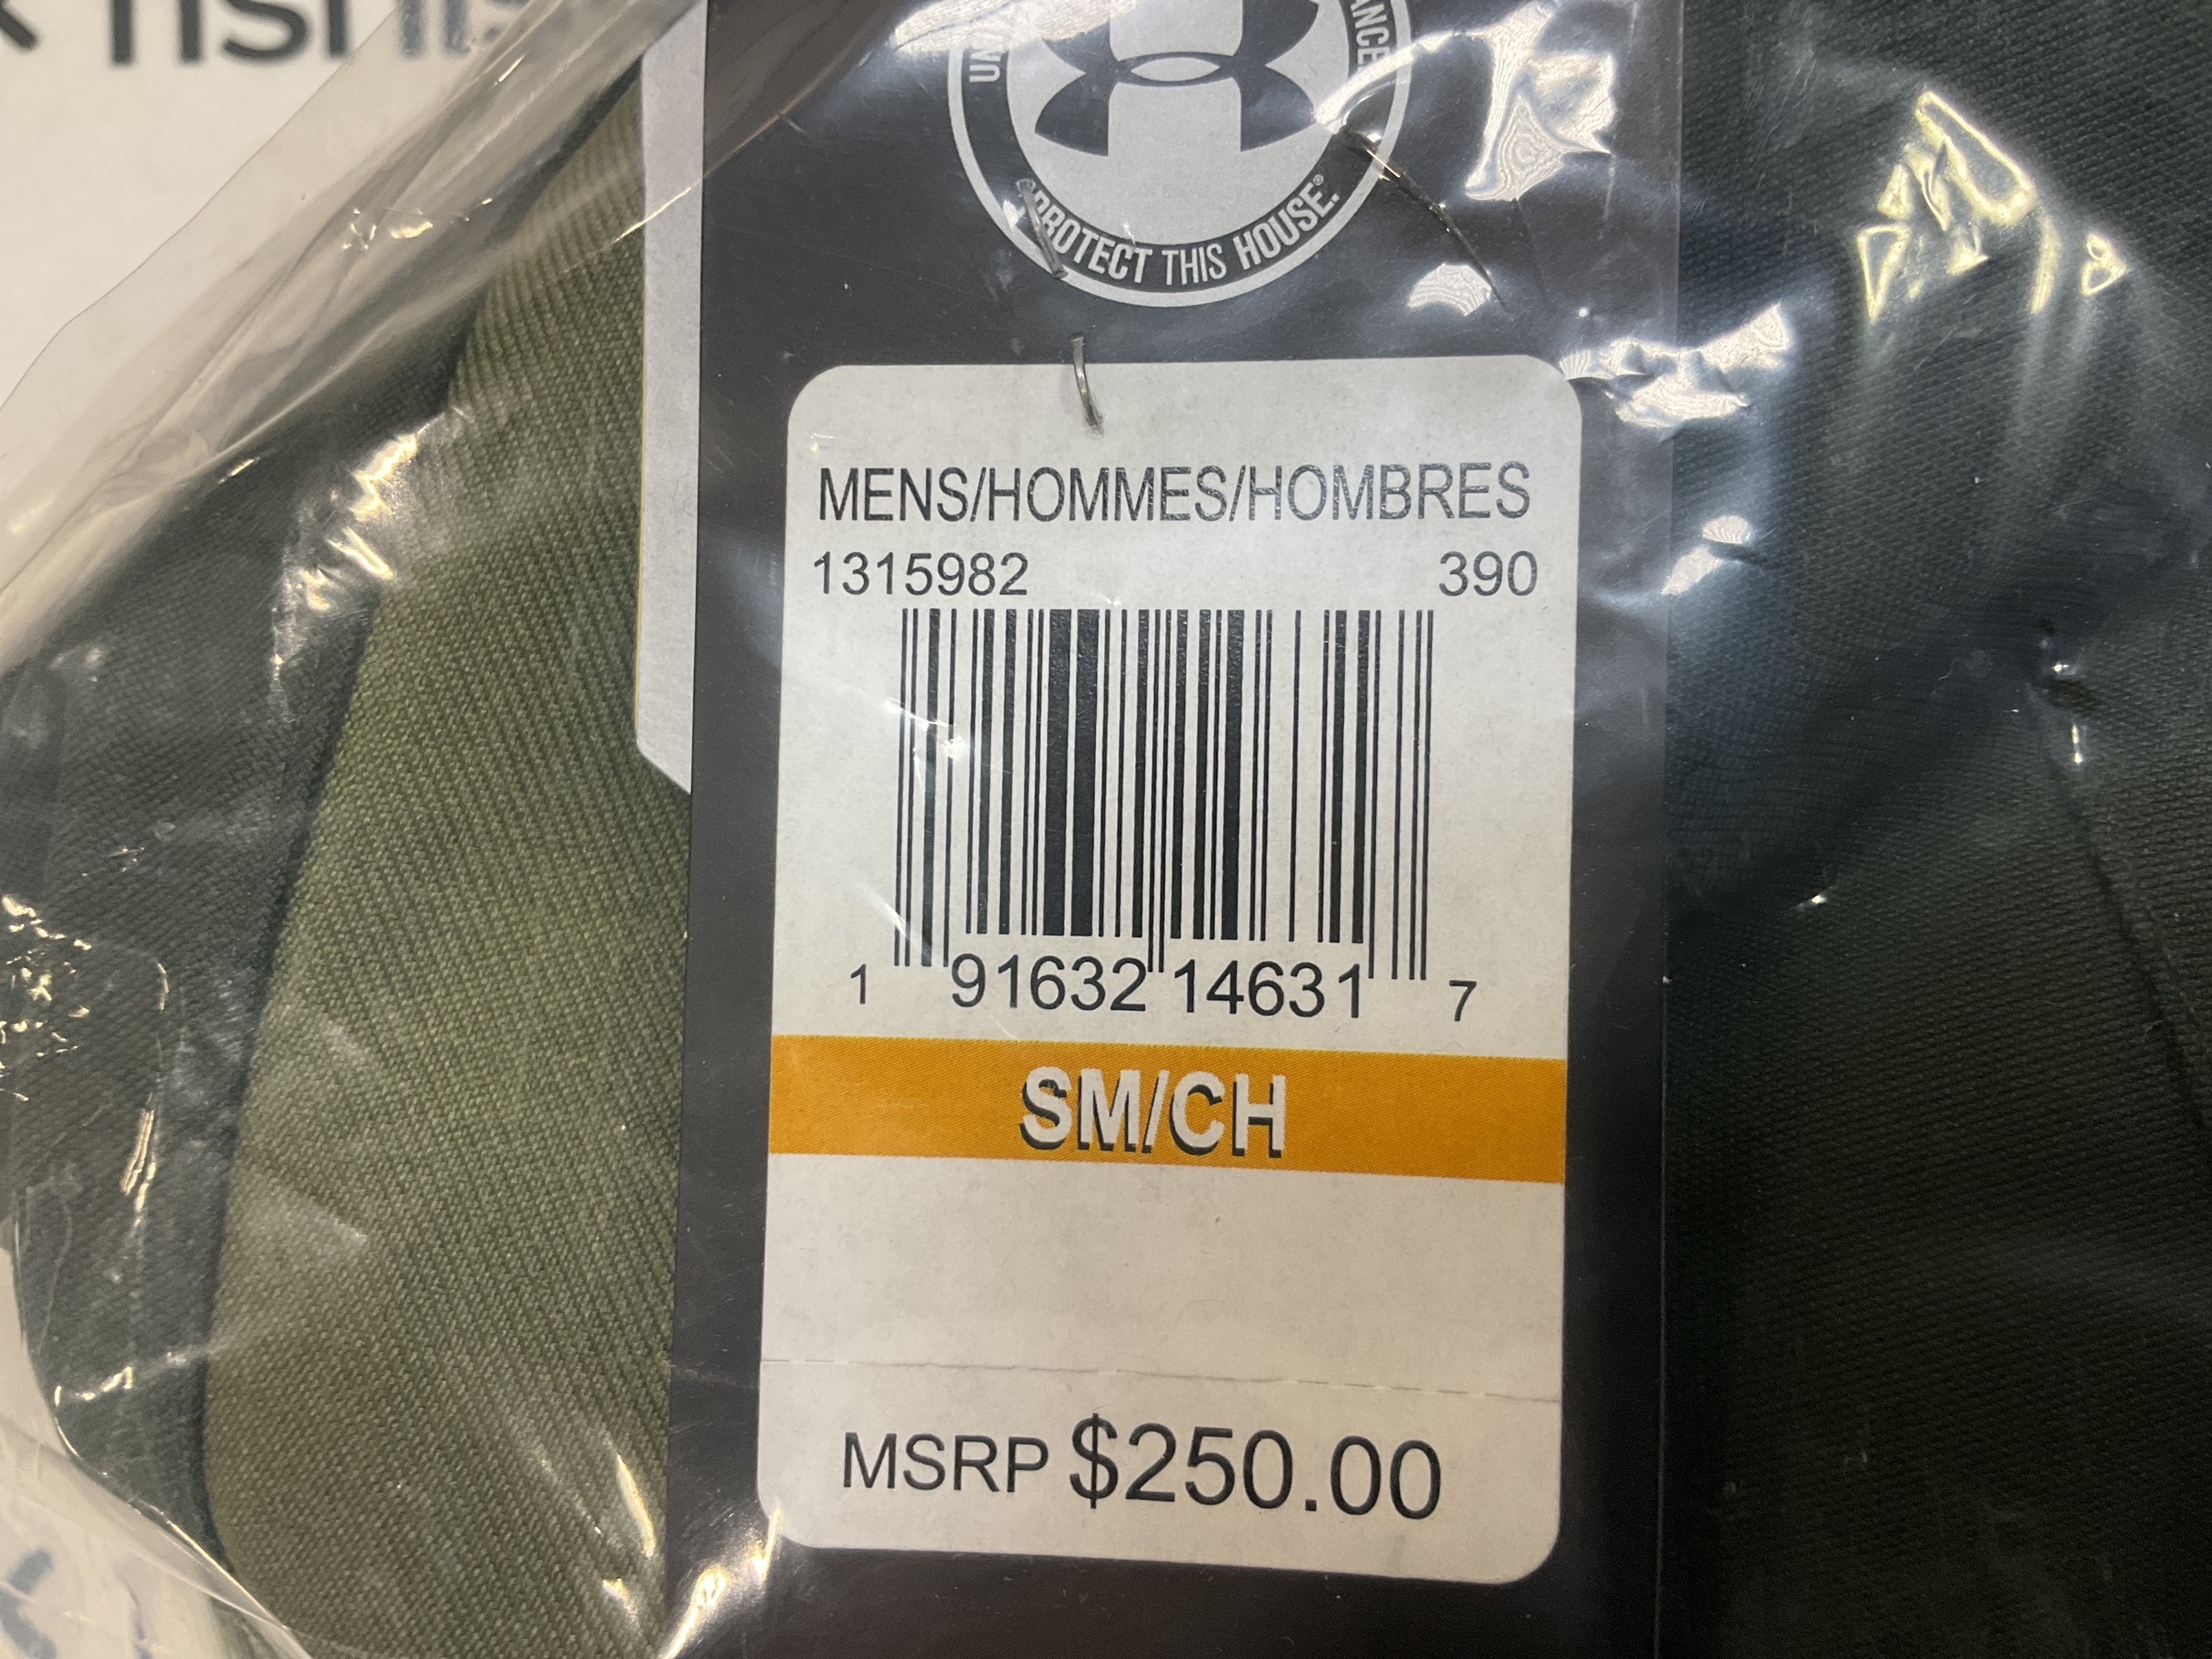 PROTECT THIS HOUSE.®
MENS/HOMMES/HOMBRES
1315982 390
1 91632 14631 7
SM/CH
MSRP $250.00